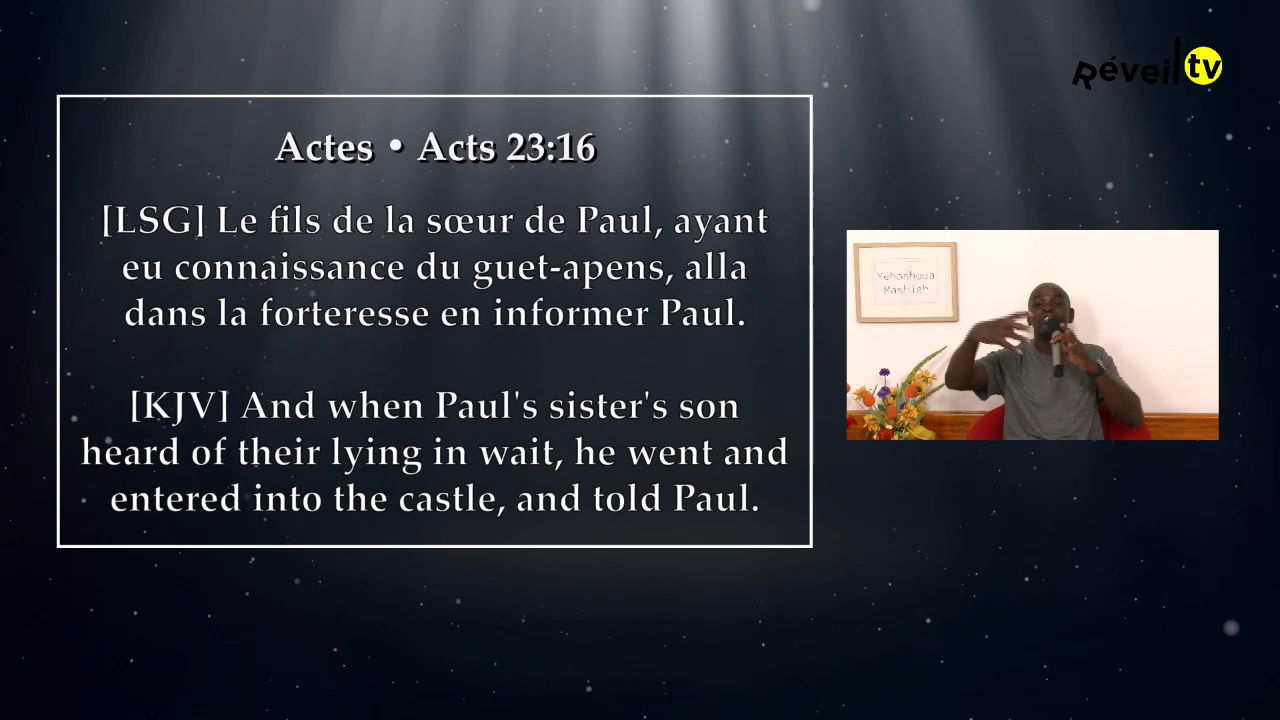 Réveil tv
Actes • Acts 23:16
[LSG] Le fils de la sœur de Paul, ayant
eu connaissance du guet-apens, alla
dans la forteresse en informer Paul.
[KJV] And when Paul's sister's son
heard of their lying in wait, he went and
entered into the castle, and told Paul.
Yéhoshoua
Mashiah